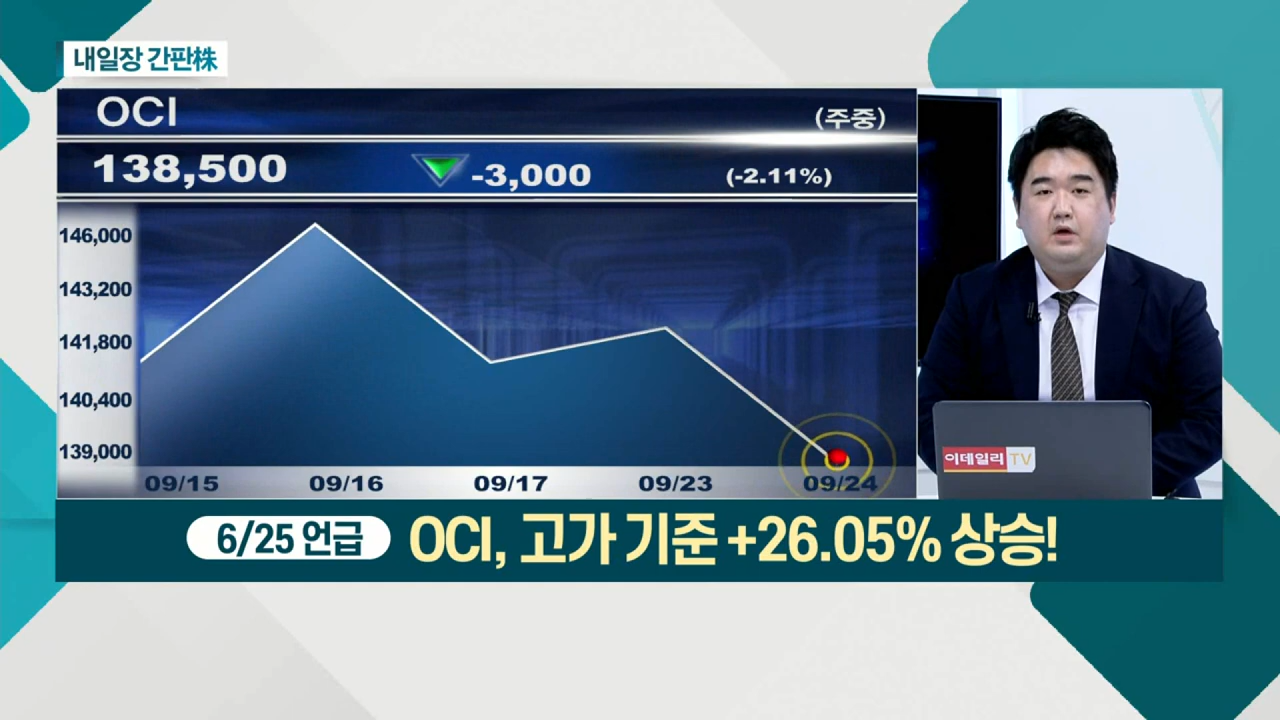 내일장 간판株
OCI
(주중)
138,500
-3,000
(-2.11%)
146,000
143,200
141,800
140,400
139,000
09/15 09/16 09/17 09/23 09/24
이데일리 TV
6/25 언급 OCI, 고가 기준 +26.05% 상승!